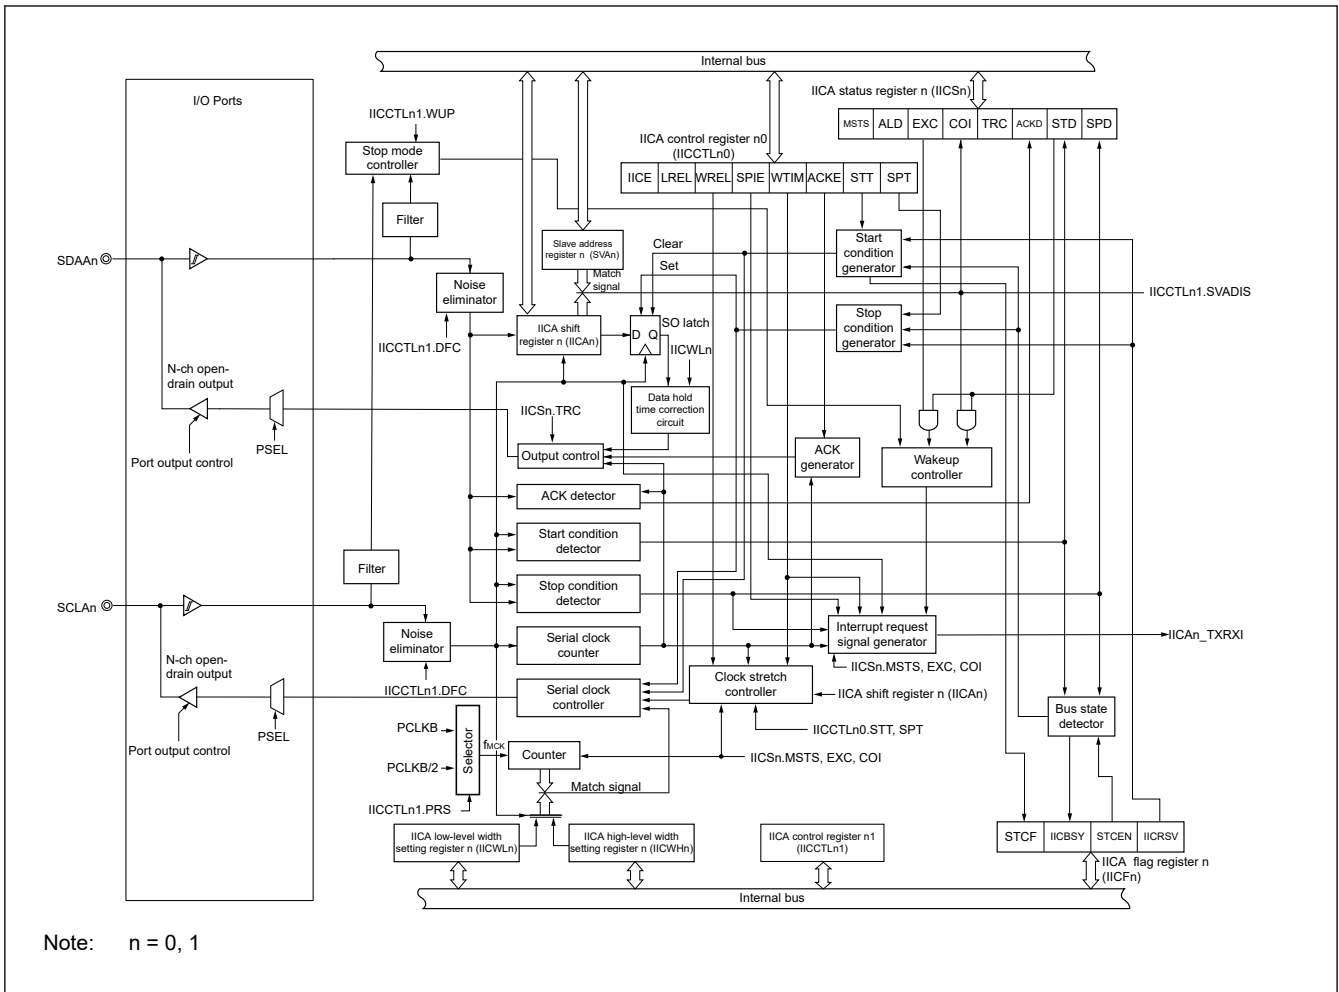 Internal bus
I/O Ports
IICA status register n (IICSn)
MSTS ALD EXC COI TRC ACKD STD SPD
IICCTLn1.WUP
Stop mode
controller
IICA control register n0
(IICCTLn0)
IICE LREL WREL SPIE WTIM ACKE STT SPT
Filter
Slave address
register n (SVAn)
Clear
Set
Start
condition
generator
SDAAn
Noise
eliminator
Match
signal
IICCTLn1.SVADIS
IICCTLn1.DFC
IICA shift
register n (IICAn)
D Q
SO latch
Stop
condition
generator
IICWLn
N-ch open-
drain output
Data hold
time correction
circuit
IICSn.TRC
PSEL
Port output control
Output control
ACK
generator
Wakeup
controller
ACK detector
Start condition
detector
Filter
Stop condition
detector
SCLAn
Noise
eliminator
Serial clock
counter
Interrupt request
signal generator
IICAn_TXRXI
IICSn.MSTS, EXC, COI
N-ch open-
drain output
IICCTLn1.DFC
Serial clock
controller
Clock stretch
controller
IICA shift register n (IICAn)
Bus state
detector
PSEL
Port output control
PCLKB
fMCK
IICCTLn0.STT, SPT
Selector
Counter
IICSn.MSTS, EXC, COI
PCLKB/2
Match signal
IICCTLn1.PRS
IICA low-level width
setting register n (IICWLn)
IICA high-level width
setting register n (IICWHn)
IICA control register n1
(IICCTLn1)
STCF IICBSY STCEN IICRSV
IICA flag register n
(IICFn)
Internal bus
Note: n = 0, 1